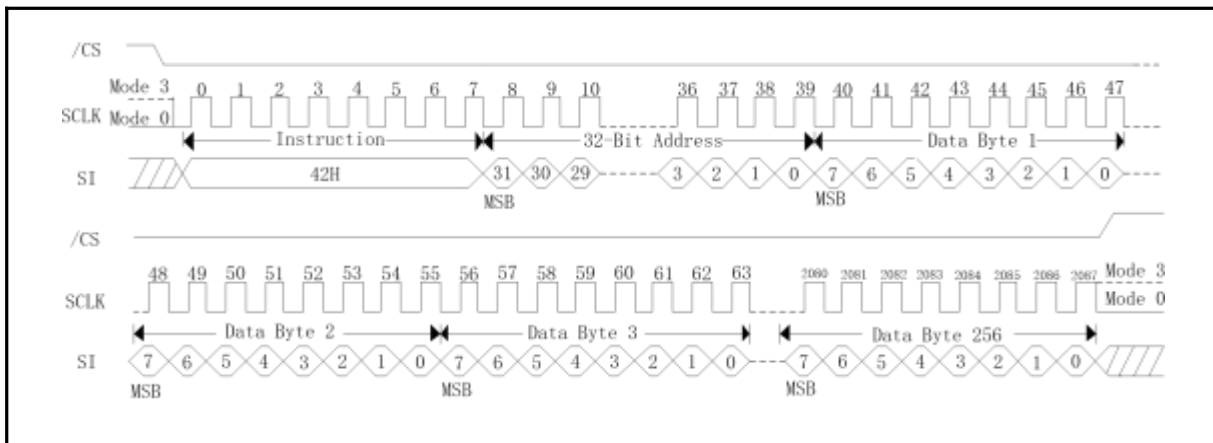 /CS
Mode 3 0 1 2 3 4 5 6 7 8 9 10 36 37 38 39 40 41 42 43 44 45 46 47
SCLK Mode 0
Instruction 32-Bit Address Data Byte 1
SI 42H 31 30 29 3 2 1 0 7 6 5 4 3 2 1 0
MSB MSB
/CS
48 49 50 51 52 53 54 55 56 57 58 59 60 61 62 63 2080 2081 2082 2083 2084 2085 2086 2087 Mode 3
SCLK Mode 0
Data Byte 2 Data Byte 3 Data Byte 256
SI 7 6 5 4 3 2 1 0 7 6 5 4 3 2 1 0 7 6 5 4 3 2 1 0
MSB MSB MSB